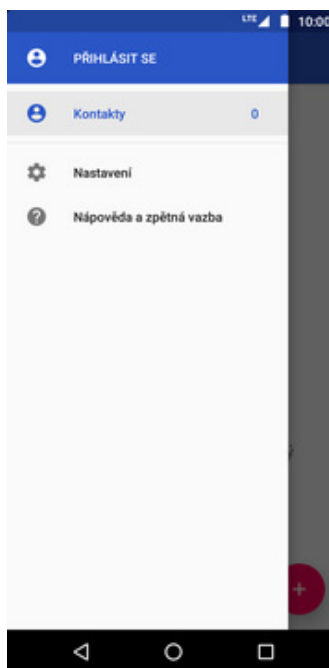 LTE 10:00
PŘIHLÁSIT SE
Kontakty 0
Nastavení
Nápověda a zpětná vazba
ý